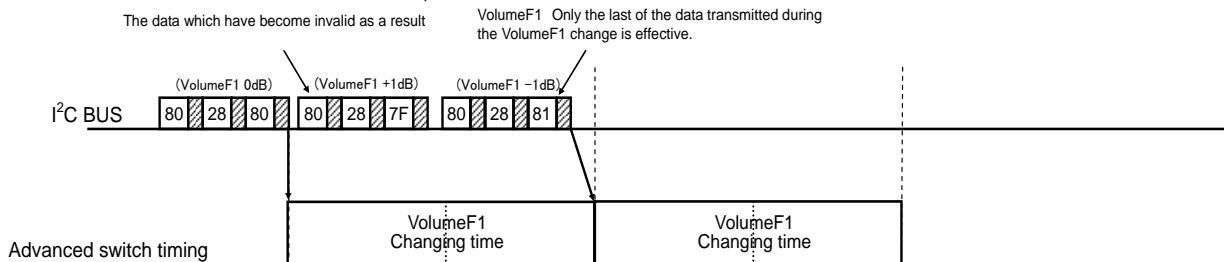 The data which have become invalid as a result
VolumeF1 Only the last of the data transmitted during
the VolumeF1 change is effective.
(VolumeF1 0dB)
(VolumeF1 +1dB)
(VolumeF1 −1dB)
I²C BUS
80 28 80
80 28 7F
80 28 81
VolumeF1
Changing time
VolumeF1
Changing time
Advanced switch timing